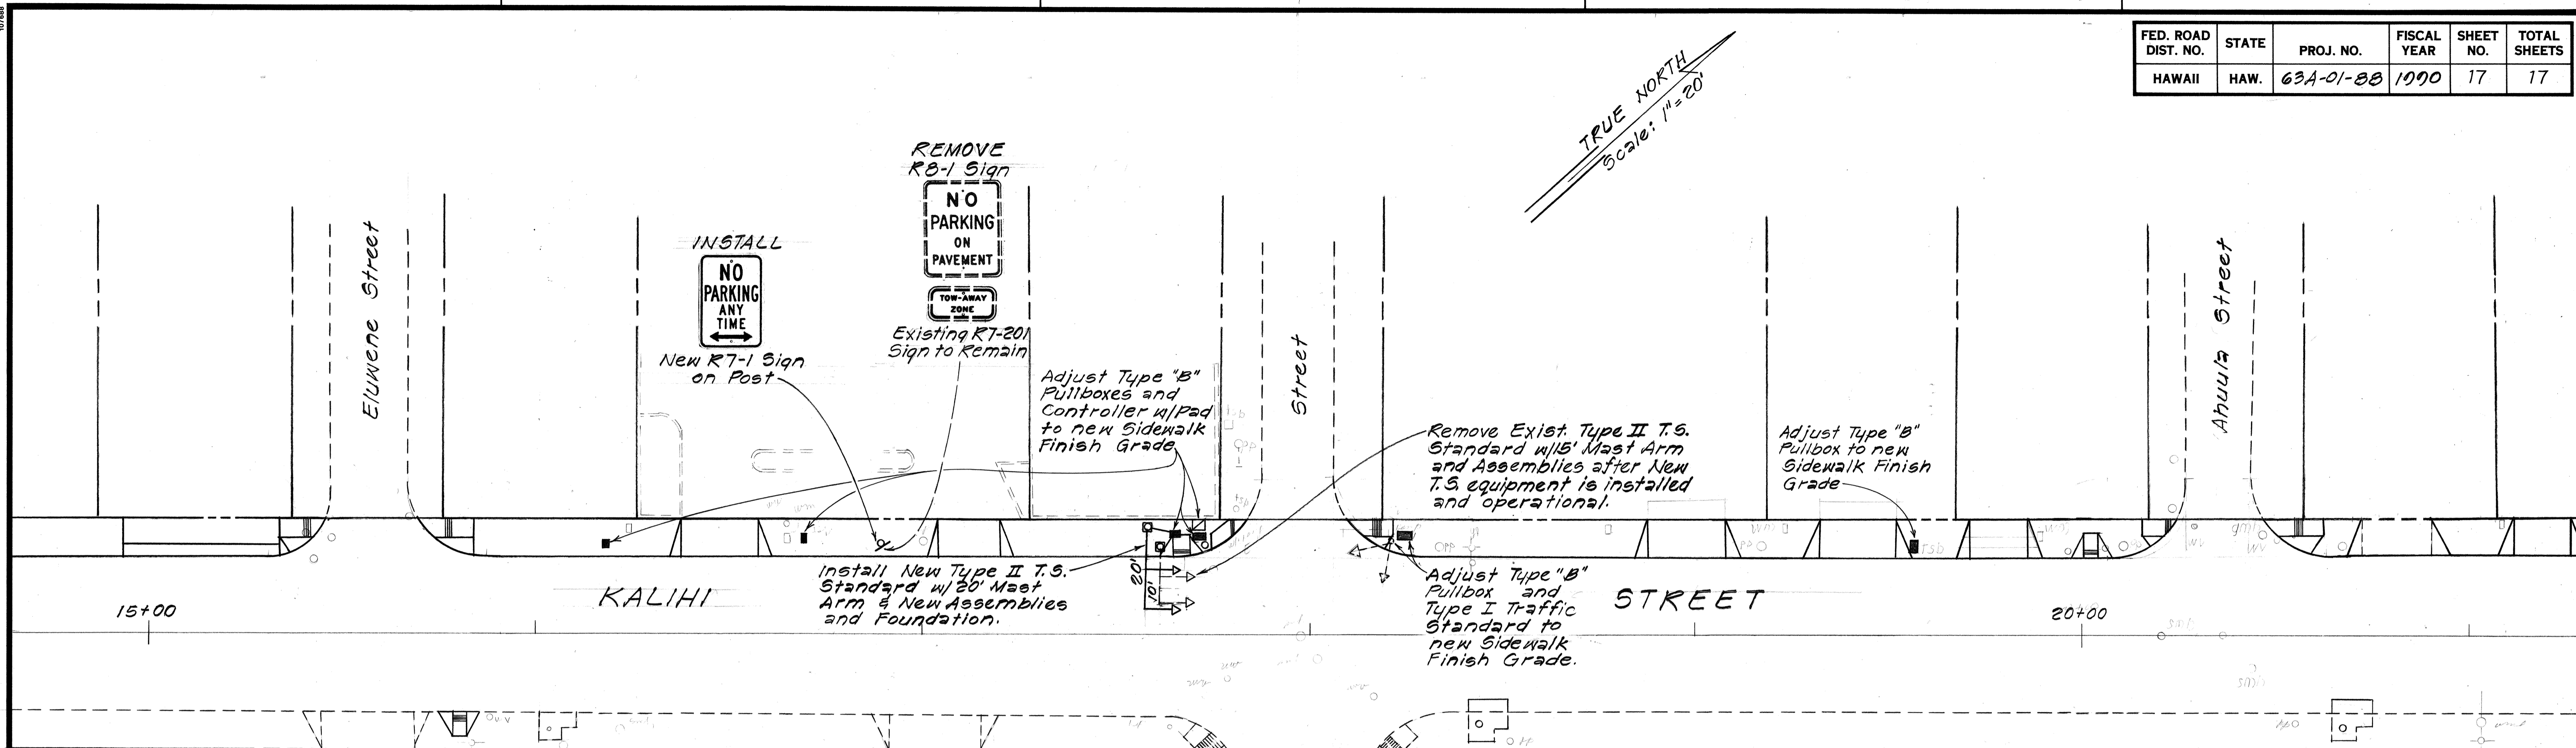 FED. ROAD DIST. NO.
STATE
PROJ. NO.
FISCAL YEAR
SHEET NO.
TOTAL SHEETS
HAWAII
HAW.
63A-01-88
1990
17
17
TRUE NORTH
Scale: 1"=20'
REMOVE
R8-1 Sign
NO
PARKING
ON
PAVEMENT
TOW-AWAY
ZONE
Existing R7-201
Sign to Remain
INSTALL
NO
PARKING
ANY
TIME
New R7-1 Sign
on Post
Eluwene Street
Street
Ahuula Street
Adjust Type "B"
Pullboxes and
Controller w/Pad
to new Sidewalk
Finish Grade
Remove Exist. Type II T.S.
Standard w/15' Mast Arm
and Assemblies after New
T.S. equipment is installed
and operational.
Adjust Type "B"
Pullbox to new
Sidewalk Finish
Grade
Install New Type II T.S.
Standard w/20' Mast
Arm & New Assemblies
and Foundation.
20'
10'
Adjust Type "B"
Pullbox and
Type I Traffic
Standard to
new Sidewalk
Finish Grade.
KALIHI
STREET
15+00
20+00